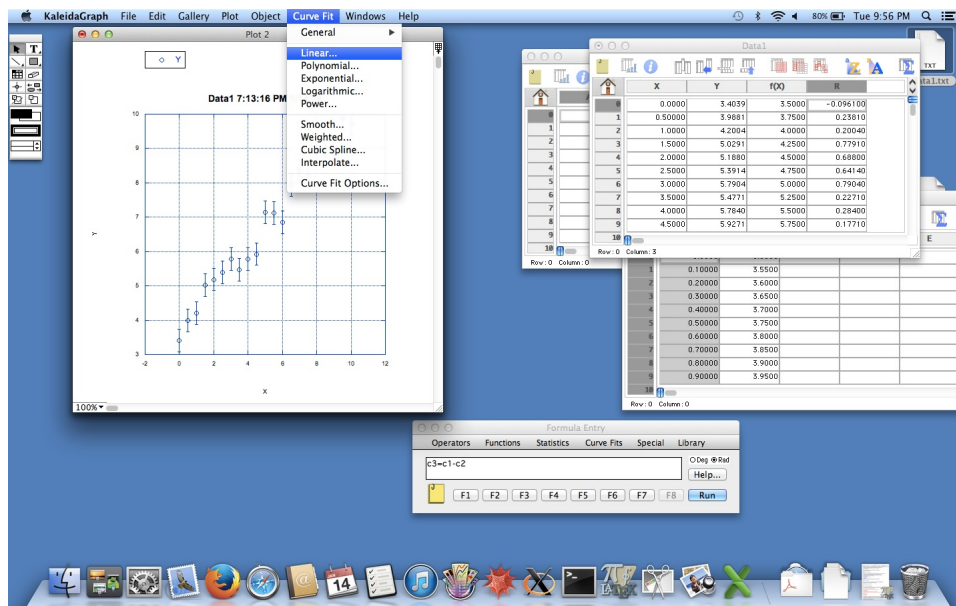 KaleidaGraph File Edit Gallery Plot Object Curve Fit Windows Help 80% Tue 9:56 PM
Plot 2
Y
Data1 7:13:16 PM
10
9
8
7
6
5
4
3
-2 0 2 4 6 8 10 12
Y
X
100%
General
Linear...
Polynomial...
Exponential...
Logarithmic...
Power...
Smooth...
Weighted...
Cubic Spline...
Interpolate...
Curve Fit Options...
T
0
1
2
3
4
5
6
7
8
9
10
Row: 0 Column: 0
Data1
X Y f(X) R
0 0.0000 3.4039 3.5000 -0.096100
1 0.50000 3.9881 3.7500 0.23810
2 1.0000 4.2004 4.0000 0.20040
3 1.5000 5.0291 4.2500 0.77910
4 2.0000 5.1880 4.5000 0.68800
5 2.5000 5.3914 4.7500 0.64140
6 3.0000 5.7904 5.0000 0.79040
7 3.5000 5.4771 5.2500 0.22710
8 4.0000 5.7840 5.5000 0.28400
9 4.5000 5.9271 5.7500 0.17710
10
Row: 0 Column: 3
TXT
E
1 0.10000 3.5500
2 0.20000 3.6000
3 0.30000 3.6500
4 0.40000 3.7000
5 0.50000 3.7500
6 0.60000 3.8000
7 0.70000 3.8500
8 0.80000 3.9000
9 0.90000 3.9500
10
Row: 0 Column: 0
Formula Entry
Operators Functions Statistics Curve Fits Special Library
c3=c1-c2
Deg Rad
Help...
F1 F2 F3 F4 F5 F6 F7 F8 Run
14